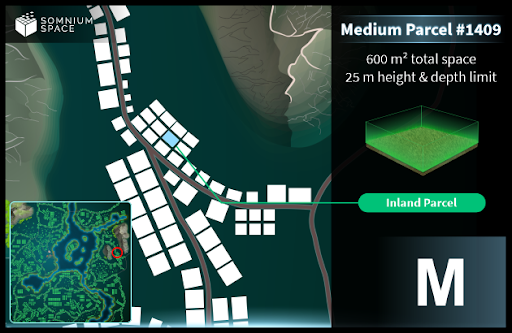 SOMNIUM
SPACE
Medium Parcel #1409
600 m² total space
25 m height & depth limit
Inland Parcel
M